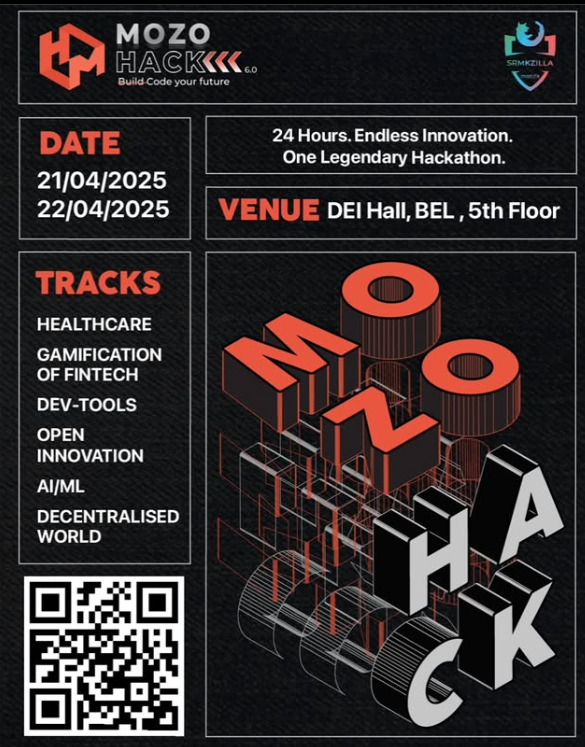 MOZO
HACK
6.0
Build Code your future
SRMKZILLA
mozilla
DATE
21/04/2025
22/04/2025
24 Hours. Endless Innovation.
One Legendary Hackathon.
VENUE DEI Hall, BEL , 5th Floor
TRACKS
HEALTHCARE
GAMIFICATION
OF FINTECH
DEV-TOOLS
OPEN
INNOVATION
AI/ML
DECENTRALISED
WORLD
MOZO
HACK